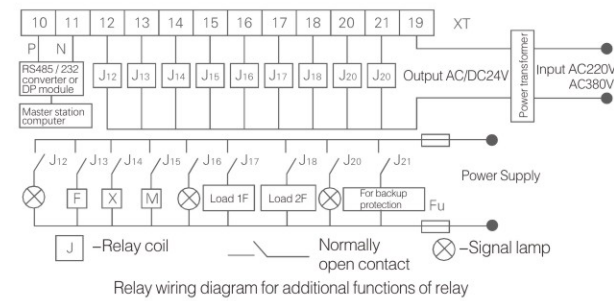 10 11 12 13 14 15 16 17 18 20 21 19 XT
P N
RS485 / 232
converter or
DP module
Master station
computer
J12 J13 J14 J15 J16 J17 J18 J20 J20
Output AC/DC24V
Power transformer
Input AC220V
AC380V
J12 J13 J14 J15 J16 J17 J18 J20 J21
Power Supply
F X M Load 1F Load 2F
For backup
protection
Fu
J –Relay coil
Normally
open contact
–Signal lamp
Relay wiring diagram for additional functions of relay